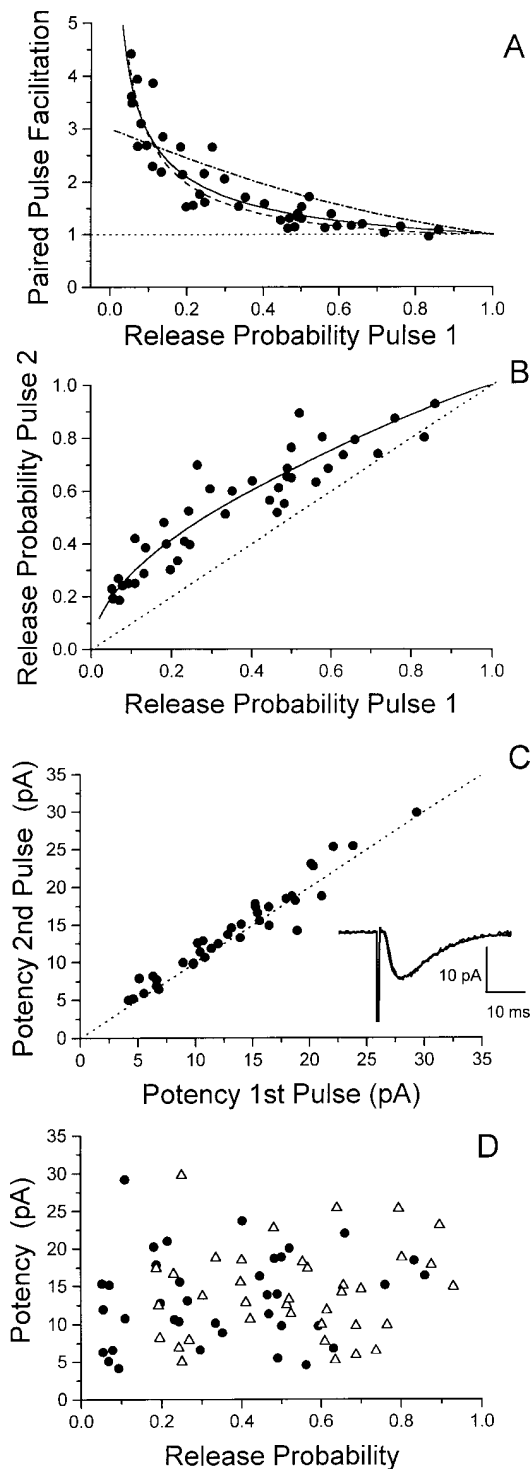 A
Paired Pulse Facilitation
5
4
3
2
1
0
0.0 0.2 0.4 0.6 0.8 1.0
Release Probability Pulse 1
B
Release Probability Pulse 2
1.0
0.8
0.6
0.4
0.2
0.0
0.0 0.2 0.4 0.6 0.8 1.0
Release Probability Pulse 1
C
Potency 2nd Pulse (pA)
35
30
25
20
15
10
5
0
10 pA
10 ms
0 5 10 15 20 25 30 35
Potency 1st Pulse (pA)
D
Potency (pA)
35
30
25
20
15
10
5
0
0.0 0.2 0.4 0.6 0.8 1.0
Release Probability